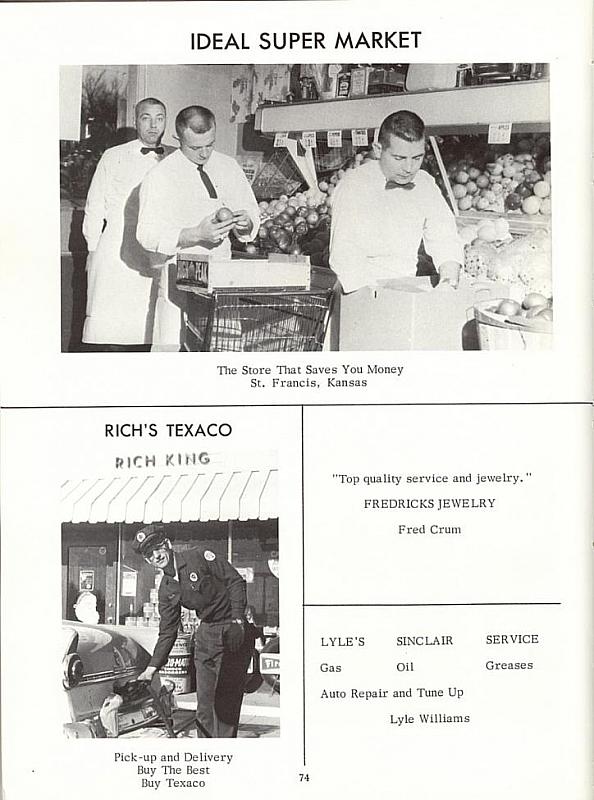 IDEAL SUPER MARKET
The Store That Saves You Money
St. Francis, Kansas
RICH'S TEXACO
RICH KING
Pick-up and Delivery
Buy The Best
Buy Texaco
"Top quality service and jewelry."
FREDRICKS JEWELRY
Fred Crum
LYLE'S SINCLAIR SERVICE
Gas Oil Greases
Auto Repair and Tune Up
Lyle Williams
74